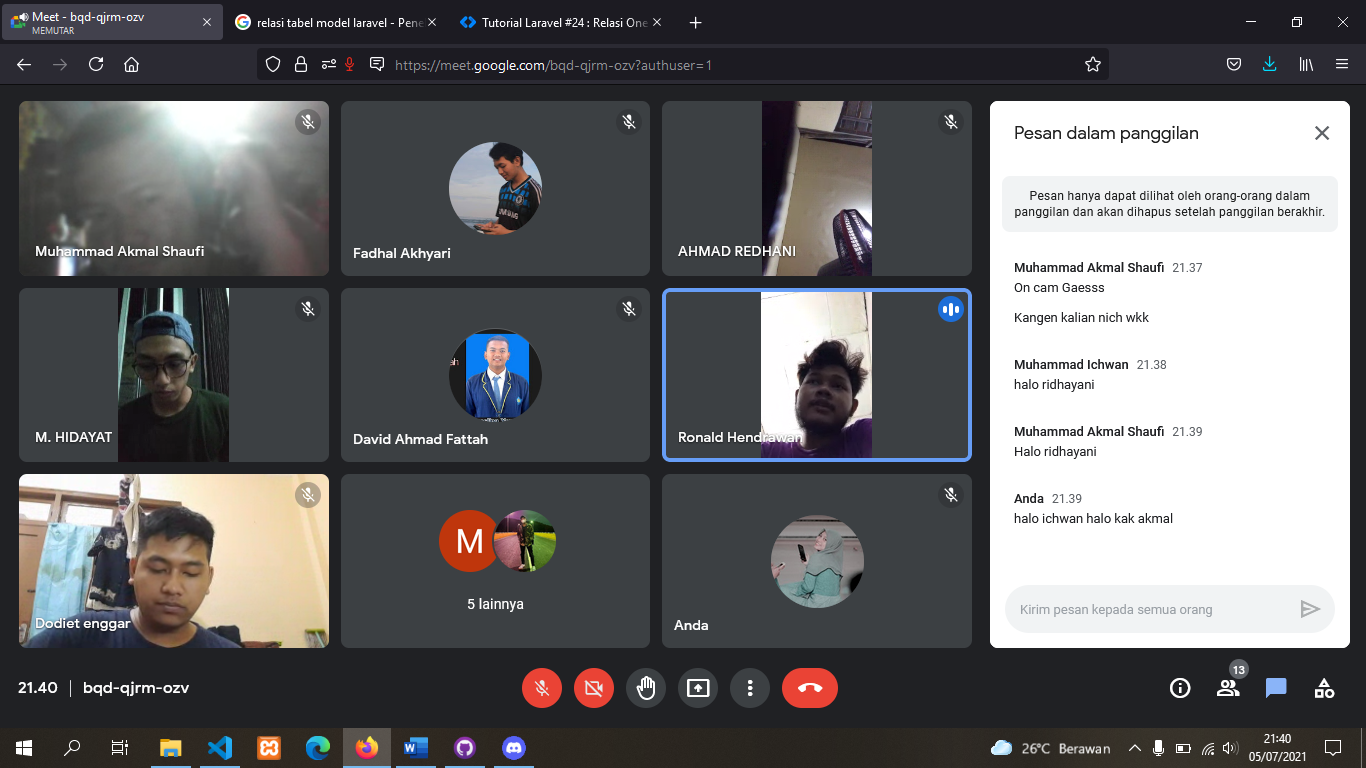 Meet - bqd-qjrm-ozv
MEMUTAR
relasi tabel model laravel - Pene
Tutorial Laravel #24 : Relasi One
https://meet.google.com/bqd-qjrm-ozv?authuser=1
Muhammad Akmal Shaufi
Fadhal Akhyari
AHMAD REDHANI
M. HIDAYAT
David Ahmad Fattah
Ronald Hendrawan
Dodiet enggar
M
5 lainnya
Anda
Pesan dalam panggilan
Pesan hanya dapat dilihat oleh orang-orang dalam
panggilan dan akan dihapus setelah panggilan berakhir.
Muhammad Akmal Shaufi 21.37
On cam Gaesss
Kangen kalian nich wkk
Muhammad Ichwan 21.38
halo ridhayani
Muhammad Akmal Shaufi 21.39
Halo ridhayani
Anda 21.39
halo ichwan halo kak akmal
Kirim pesan kepada semua orang
21.40 | bqd-qjrm-ozv
13
26°C Berawan
21:40
05/07/2021